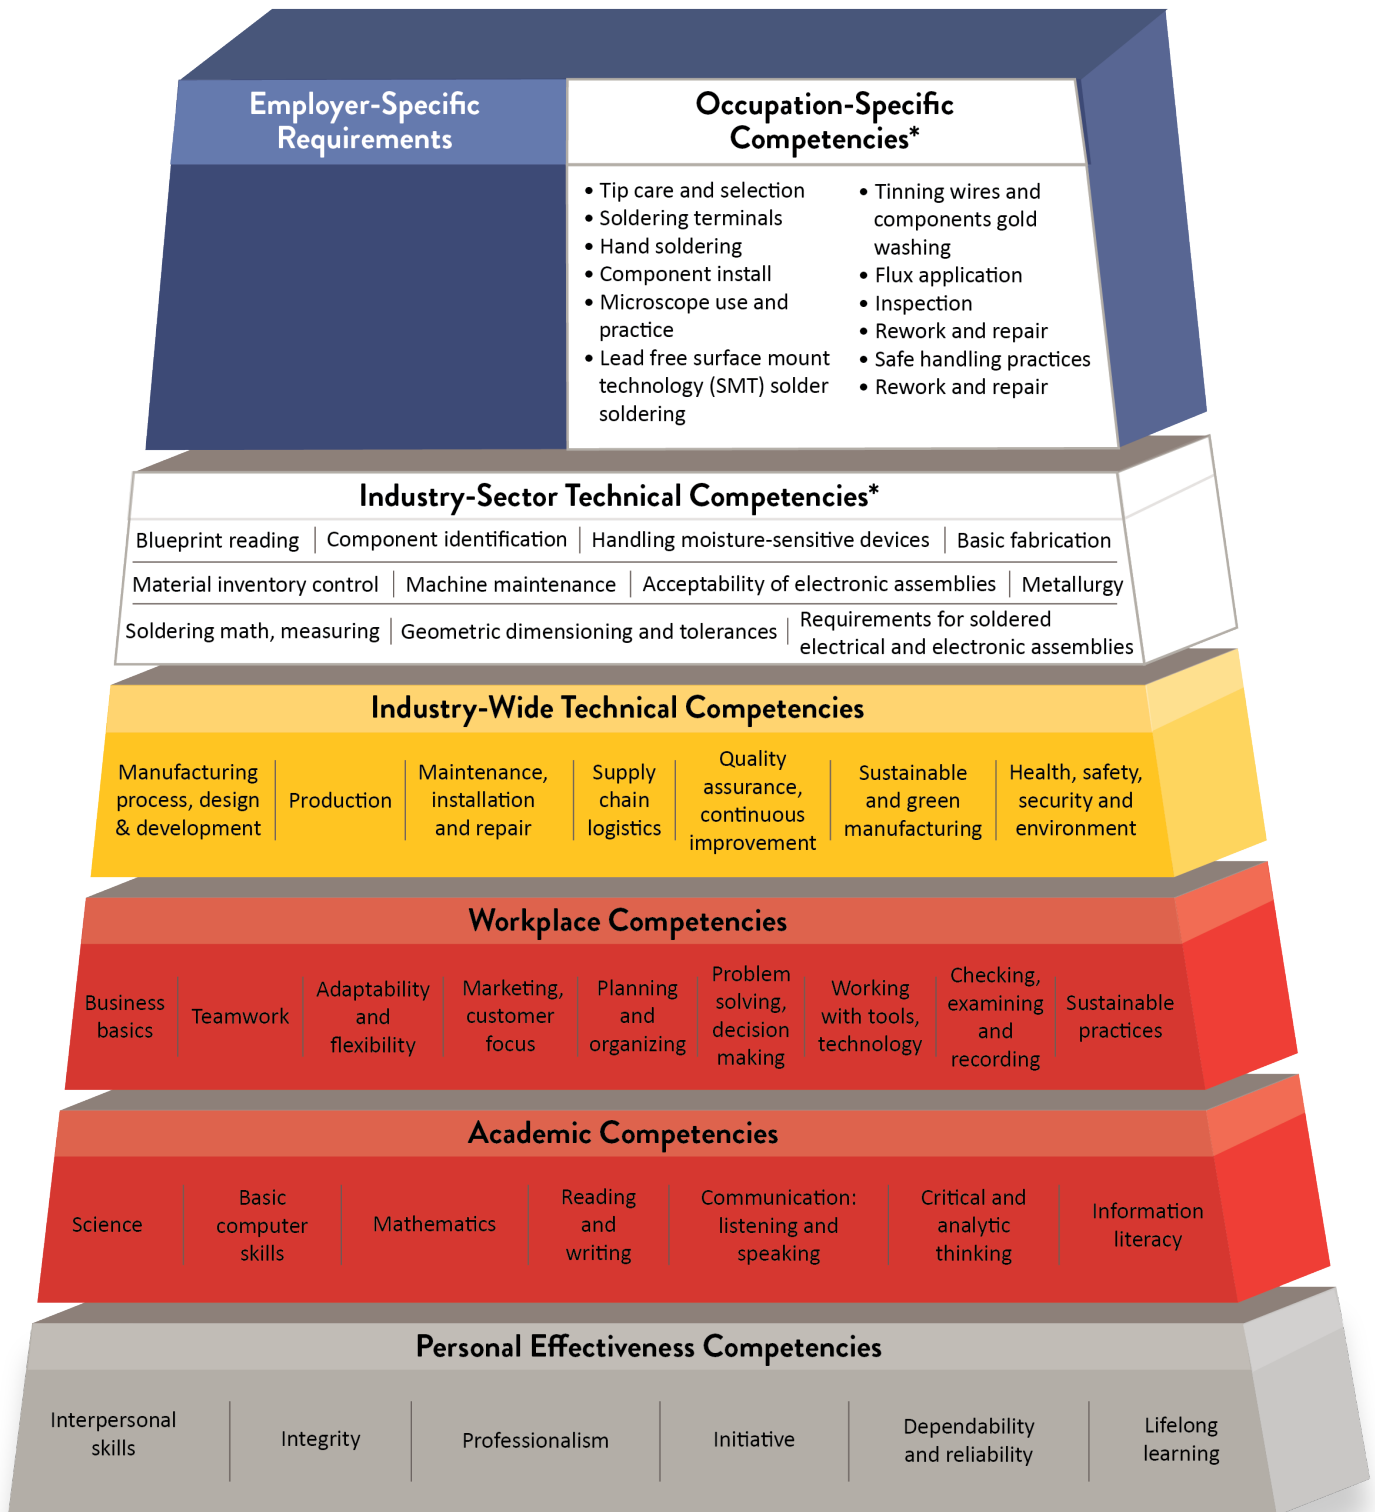 Employer-Specific
Requirements
Occupation-Specific
Competencies*
• Tip care and selection
• Soldering terminals
• Hand soldering
• Component install
• Microscope use and
practice
• Lead free surface mount
technology (SMT) solder
soldering
• Tinning wires and
components gold
washing
• Flux application
• Inspection
• Rework and repair
• Safe handling practices
• Rework and repair
Industry-Sector Technical Competencies*
Blueprint reading
Component identification
Handling moisture-sensitive devices
Basic fabrication
Material inventory control
Machine maintenance
Acceptability of electronic assemblies
Metallurgy
Soldering math, measuring
Geometric dimensioning and tolerances
Requirements for soldered
electrical and electronic assemblies
Industry-Wide Technical Competencies
Manufacturing
process, design
& development
Production
Maintenance,
installation
and repair
Supply
chain
logistics
Quality
assurance,
continuous
improvement
Sustainable
and green
manufacturing
Health, safety,
security and
environment
Workplace Competencies
Business
basics
Teamwork
Adaptability
and
flexibility
Marketing,
customer
focus
Planning
and
organizing
Problem
solving,
decision
making
Working
with tools,
technology
Checking,
examining
and
recording
Sustainable
practices
Academic Competencies
Science
Basic
computer
skills
Mathematics
Reading
and
writing
Communication:
listening and
speaking
Critical and
analytic
thinking
Information
literacy
Personal Effectiveness Competencies
Interpersonal
skills
Integrity
Professionalism
Initiative
Dependability
and reliability
Lifelong
learning